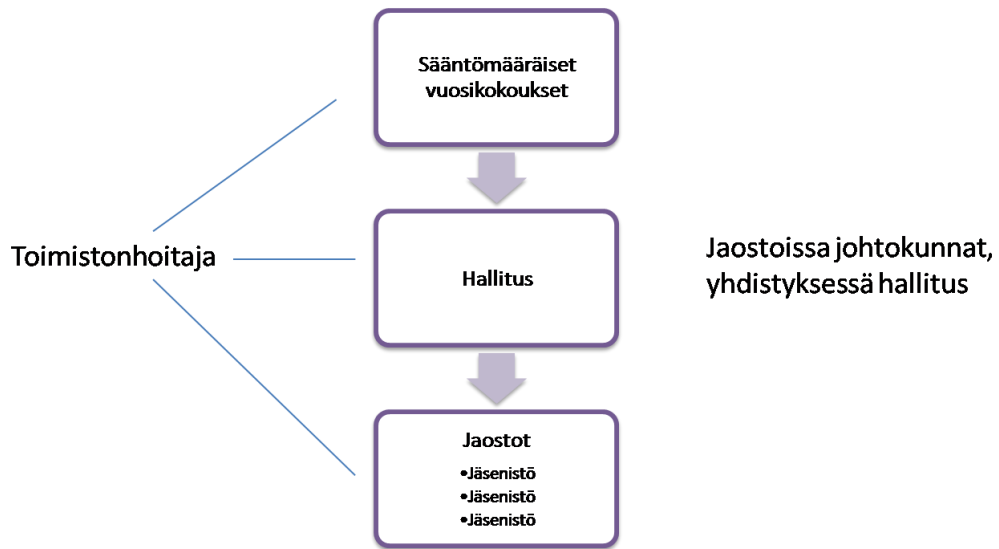 Sääntömääräiset
vuosikokoukset
Toimistonhoitaja
Hallitus
Jaostoissa johtokunnat,
yhdistyksessä hallitus
Jaostot
•Jäsenistö
•Jäsenistö
•Jäsenistö